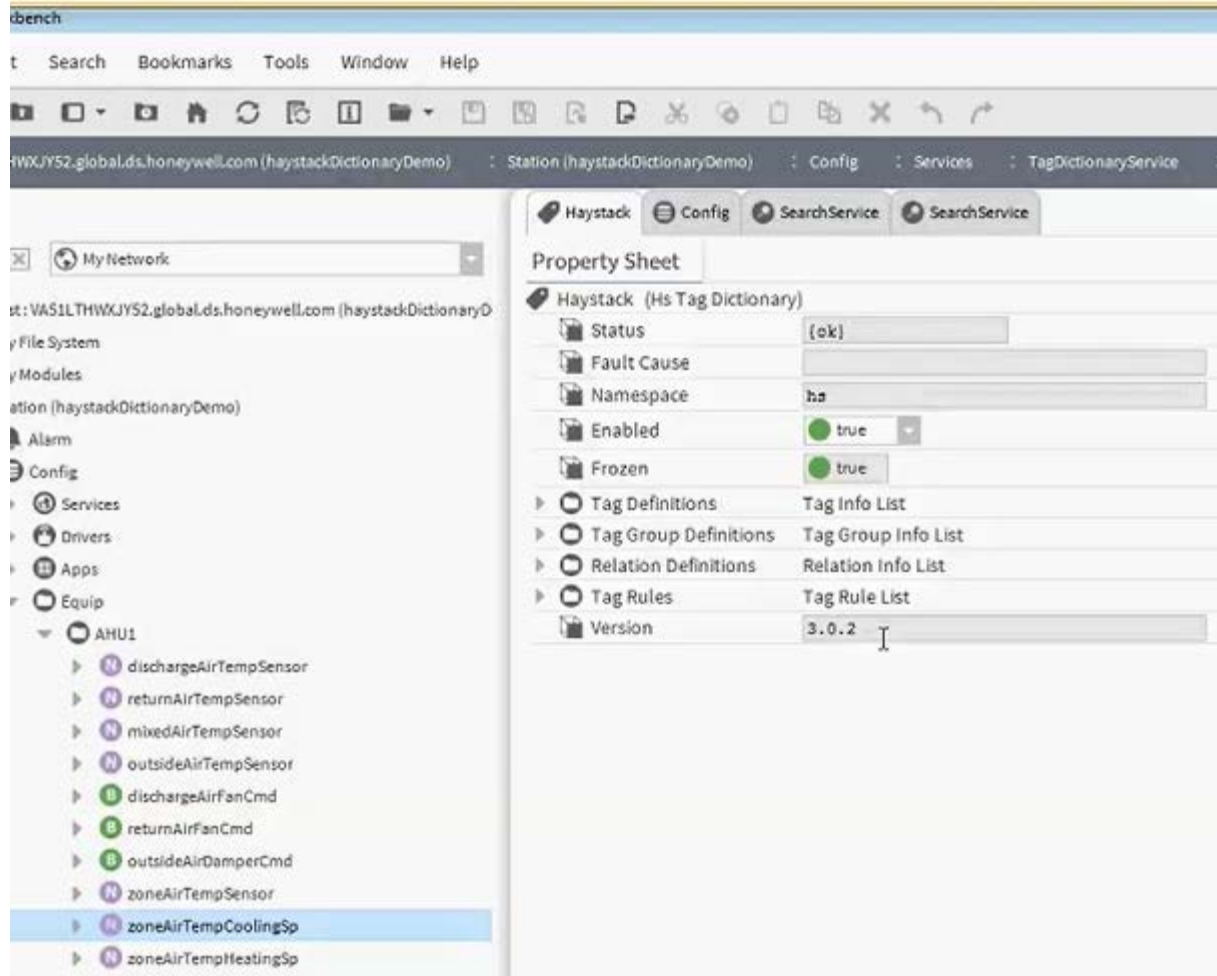 kbench
t Search Bookmarks Tools Window Help
HWXJY52.global.ds.honeywell.com (haystackDictionaryDemo) : Station (haystackDictionaryDemo) : Config : Services : TagDictionaryService
Haystack Config SearchService SearchService
My Network
Property Sheet
Haystack (Hs Tag Dictionary)
Status {ok}
Fault Cause
Namespace hs
Enabled true
Frozen true
Tag Definitions Tag Info List
Tag Group Definitions Tag Group Info List
Relation Definitions Relation Info List
Tag Rules Tag Rule List
Version 3.0.2
st : VAS1LTHWXJY52.global.ds.honeywell.com (haystackDictionaryD
y File System
y Modules
ation (haystackDictionaryDemo)
Alarm
Config
Services
Drivers
Apps
Equip
AHU1
N dischargeAirTempSensor
N returnAirTempSensor
N mixedAirTempSensor
N outsideAirTempSensor
B dischargeAirFanCmd
B returnAirFanCmd
B outsideAirDamperCmd
N zoneAirTempSensor
N zoneAirTempCoolingSp
N zoneAirTempHeatingSp